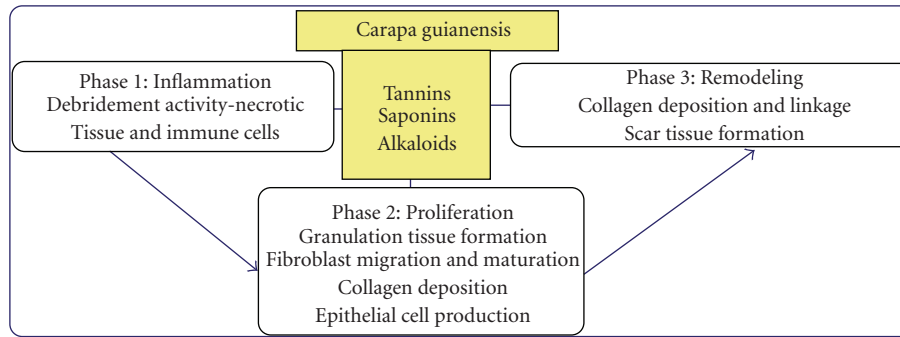 Carapa guianensis
Tannins
Saponins
Alkaloids
Phase 1: Inflammation
Debridement activity-necrotic
Tissue and immune cells
Phase 2: Proliferation
Granulation tissue formation
Fibroblast migration and maturation
Collagen deposition
Epithelial cell production
Phase 3: Remodeling
Collagen deposition and linkage
Scar tissue formation